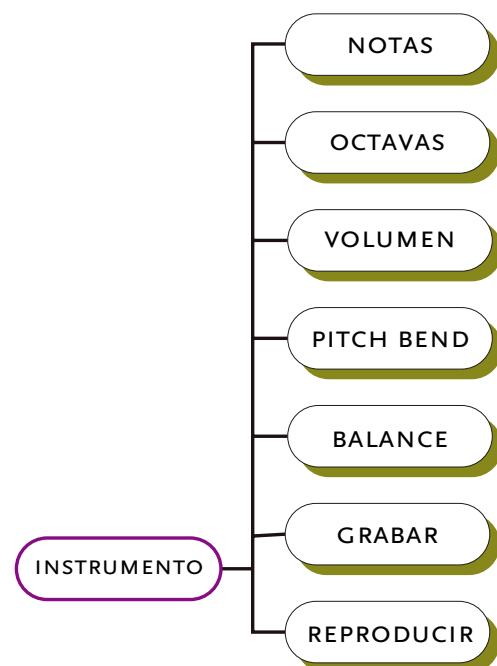 NOTAS
OCTAVAS
VOLUMEN
PITCH BEND
BALANCE
GRABAR
INSTRUMENTO
REPRODUCIR